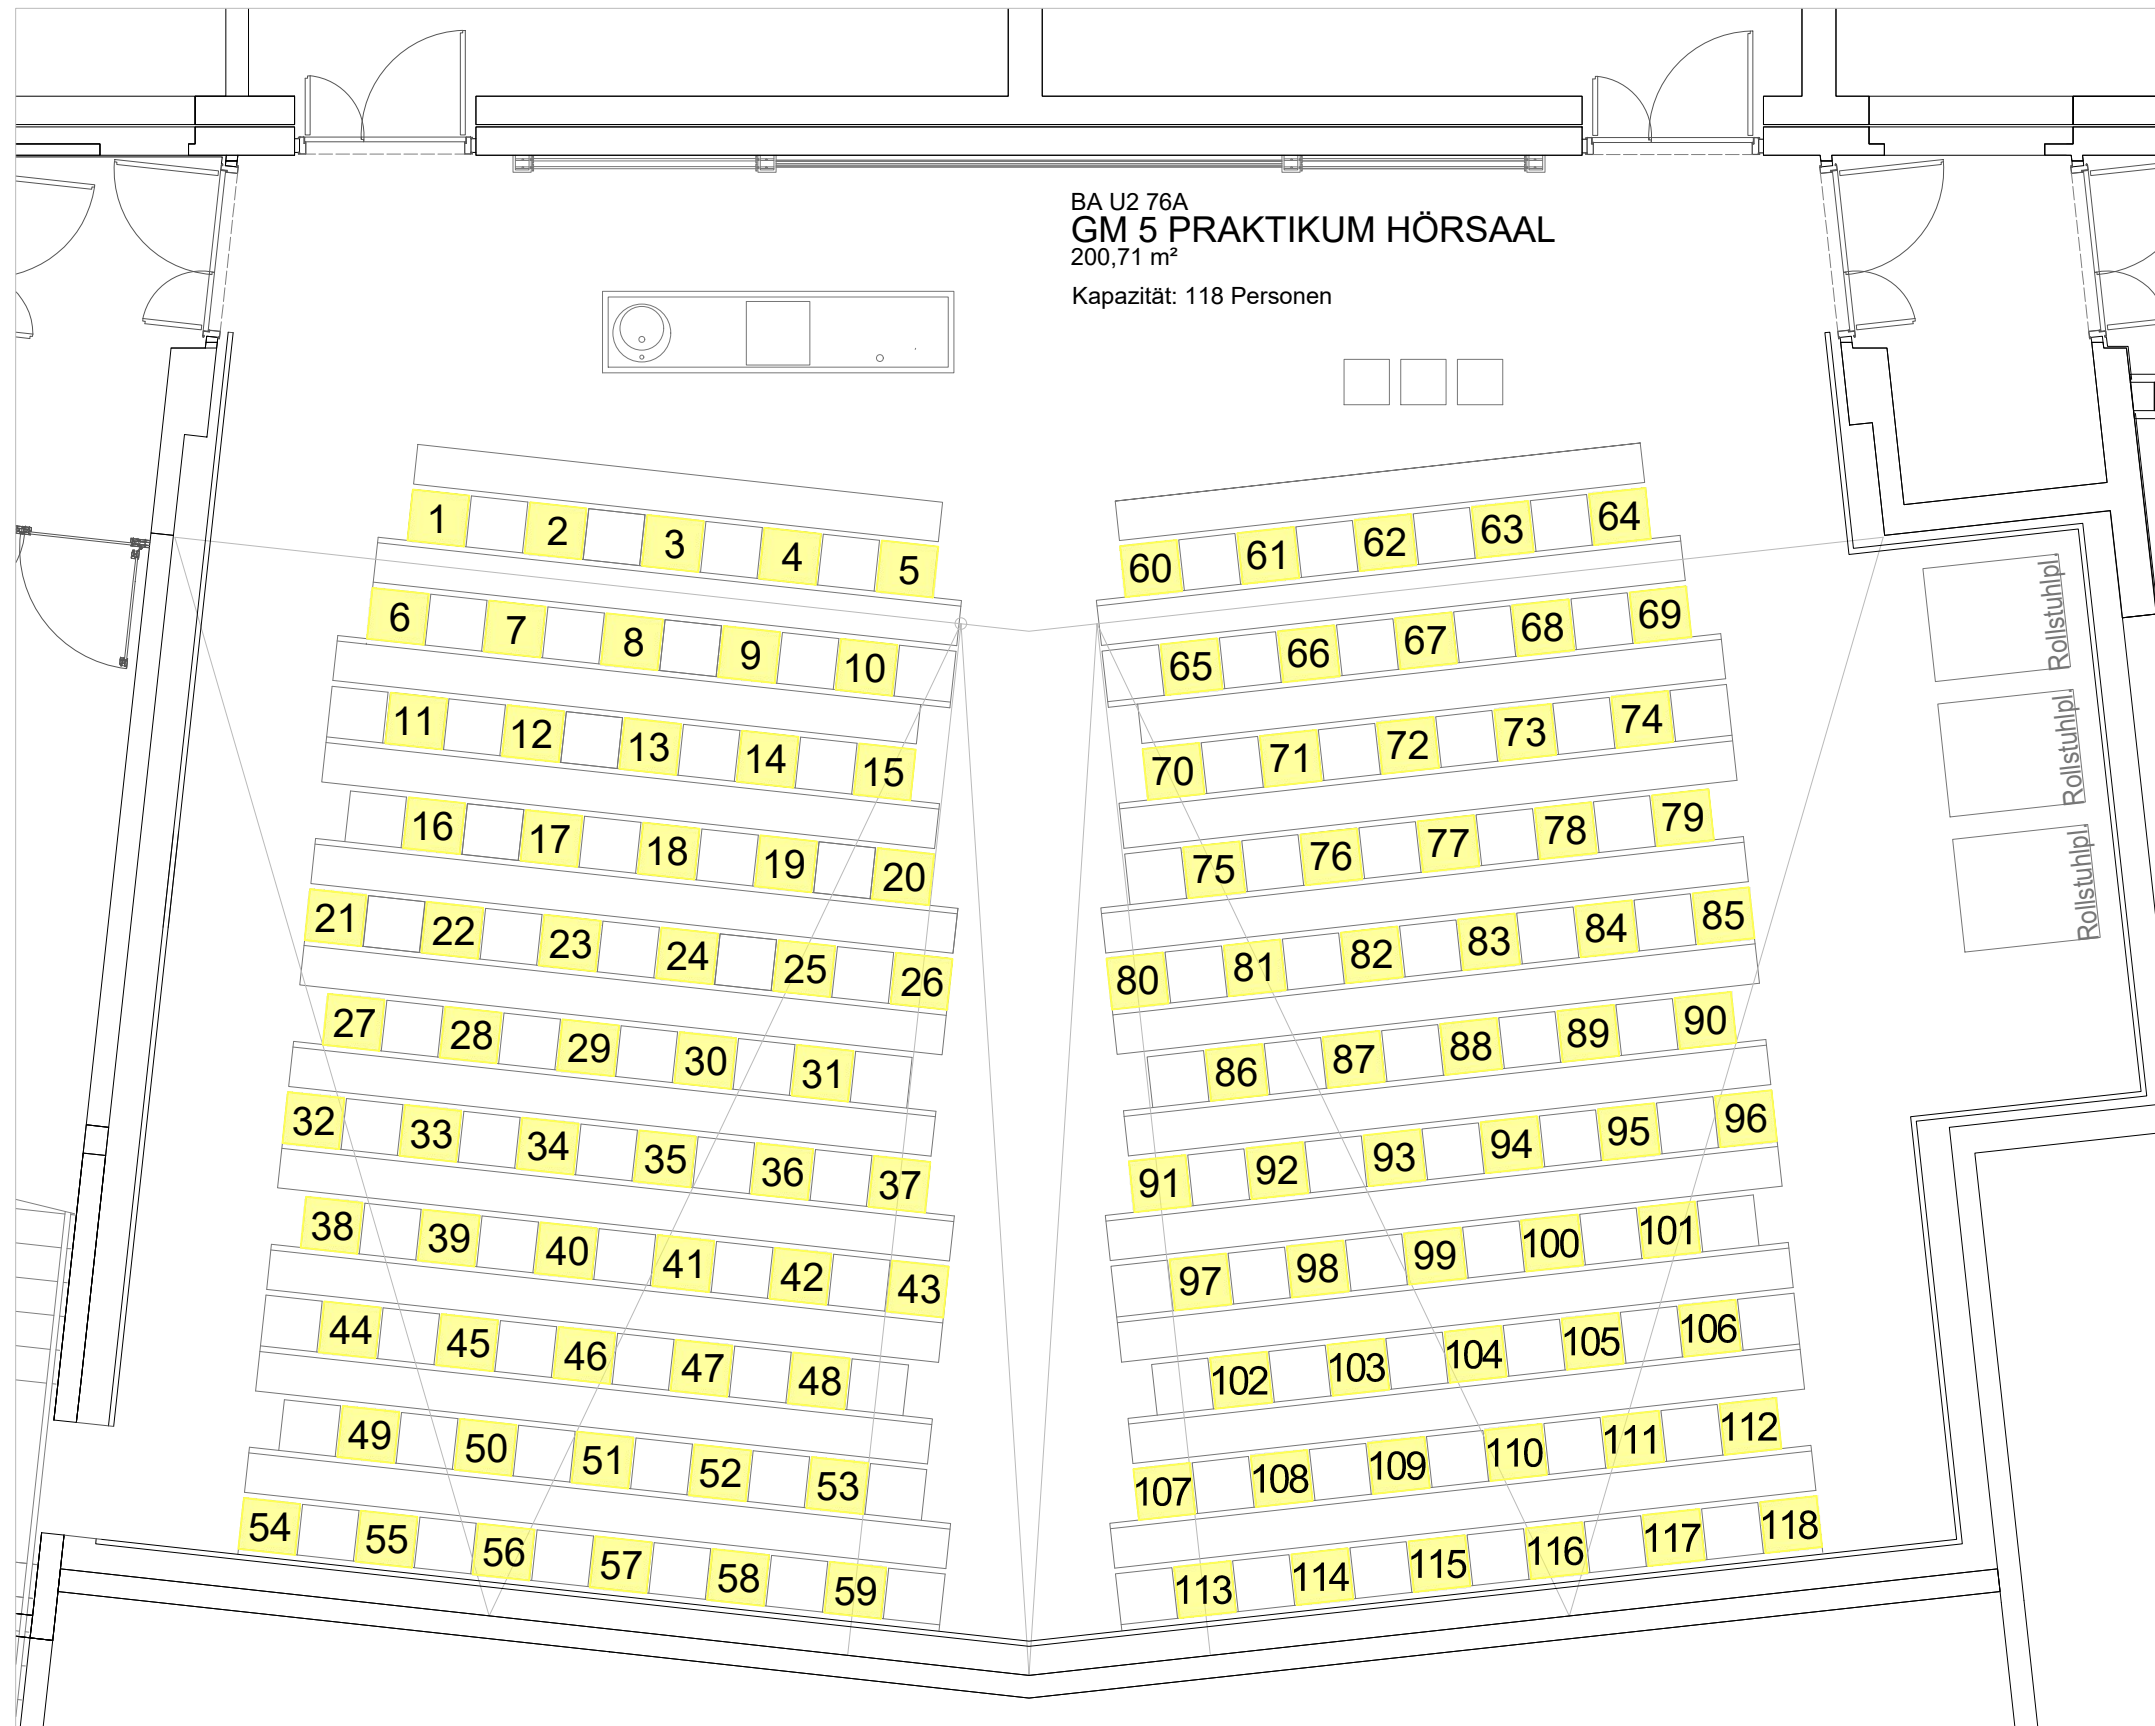 BA U2 76A
GM 5 PRAKTIKUM HÖRSAAL
200,71 m²
Kapazität: 118 Personen
1 2 3 4 5
60 61 62 63 64
6 7 8 9 10
65 66 67 68 69
11 12 13 14 15
70 71 72 73 74
16 17 18 19 20
75 76 77 78 79
21 22 23 24 25 26
80 81 82 83 84 85
27 28 29 30 31
86 87 88 89 90
32 33 34 35 36 37
91 92 93 94 95 96
38 39 40 41 42 43
97 98 99 100 101
44 45 46 47 48
102 103 104 105 106
49 50 51 52 53
107 108 109 110 111 112
54 55 56 57 58 59
113 114 115 116 117 118
Rollstuhlpl.
Rollstuhlpl.
Rollstuhlpl.